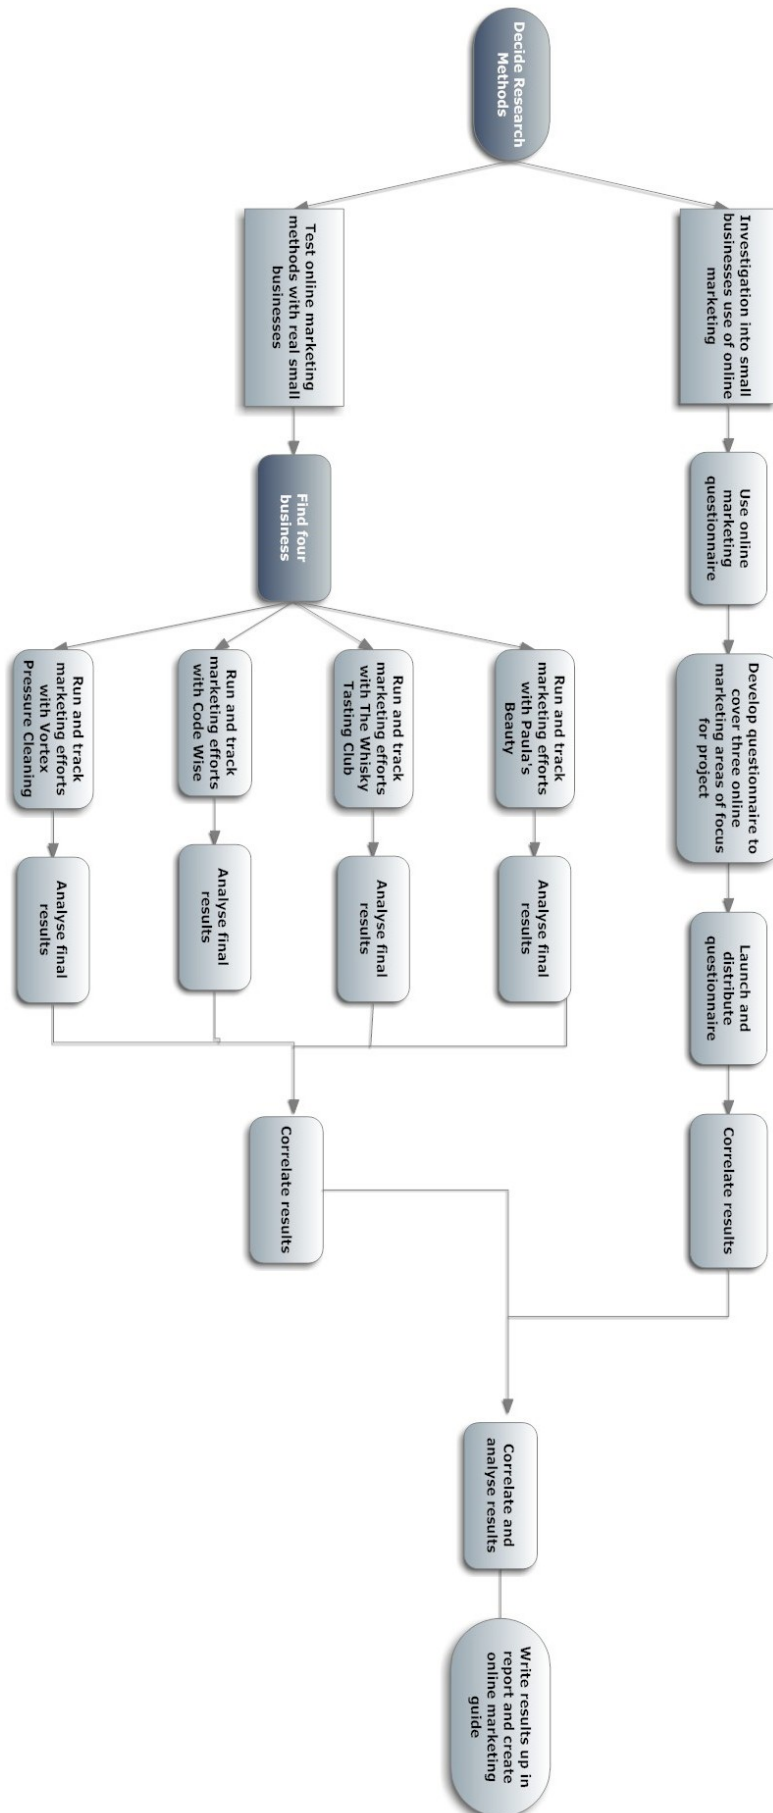 Decide Research
Methods
Investigation into small
businesses use of online
marketing
Use online
marketing
questionnaire
Develop questionnaire to
cover three online
marketing areas of focus
for project
Launch and
distribute
questionnaire
Correlate results
Test online marketing
methods with real small
businesses
Find four
business
Run and track
marketing efforts
with Paula's
Beauty
Analyse final
results
Run and track
marketing efforts
with The Whisky
Tasting Club
Analyse final
results
Run and track
marketing efforts
with Code Wise
Analyse final
results
Run and track
marketing efforts
with Vortex
Pressure Cleaning
Analyse final
results
Correlate results
Correlate and
analyse results
Write results up in
report and create
online marketing
guide